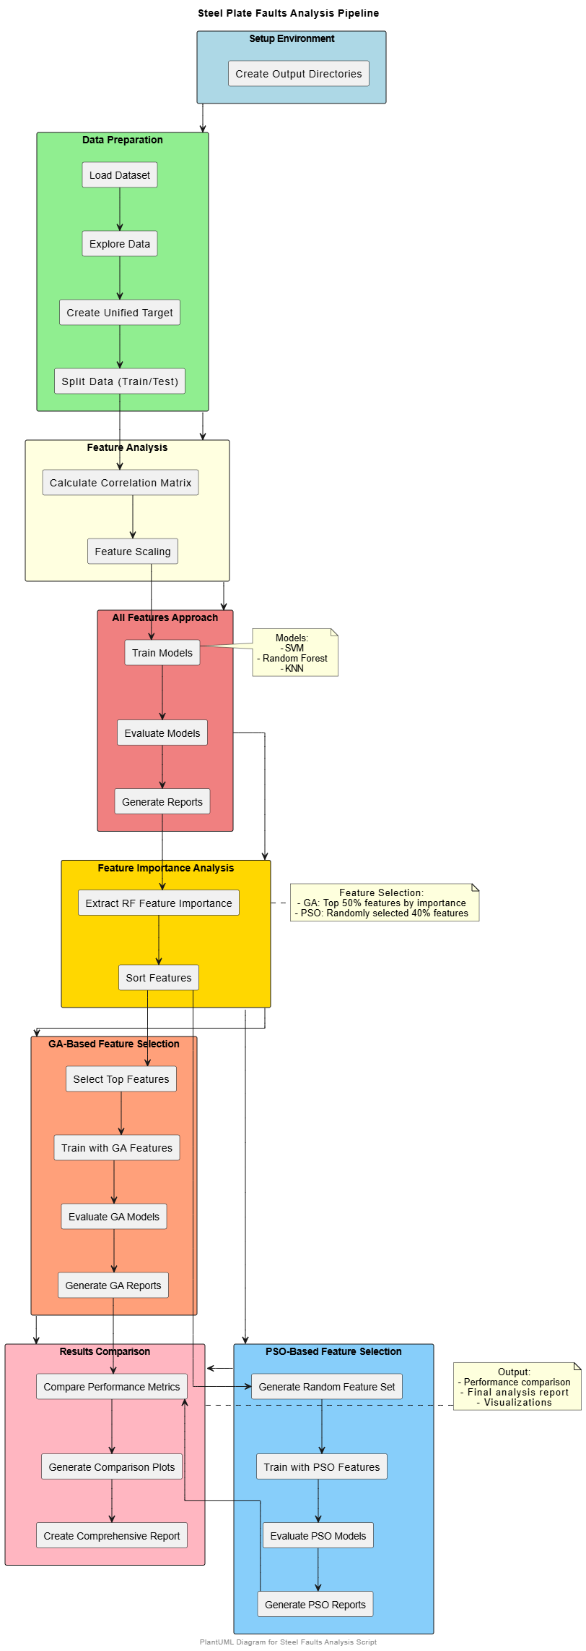 Steel Plate Faults Analysis Pipeline
Setup Environment
Create Output Directories
Data Preparation
Load Dataset
Explore Data
Create Unified Target
Split Data (Train/Test)
Feature Analysis
Calculate Correlation Matrix
Feature Scaling
All Features Approach
Train Models
Models:
- SVM
- Random Forest
- KNN
Evaluate Models
Generate Reports
Feature Importance Analysis
Extract RF Feature Importance
Feature Selection:
- GA: Top 50% features by importance
- PSO: Randomly selected 40% features
Sort Features
GA-Based Feature Selection
Select Top Features
Train with GA Features
Evaluate GA Models
Generate GA Reports
Results Comparison
Compare Performance Metrics
Generate Comparison Plots
Create Comprehensive Report
PSO-Based Feature Selection
Generate Random Feature Set
Train with PSO Features
Evaluate PSO Models
Generate PSO Reports
Output:
- Performance comparison
- Final analysis report
- Visualizations
PlantUML Diagram for Steel Faults Analysis Script